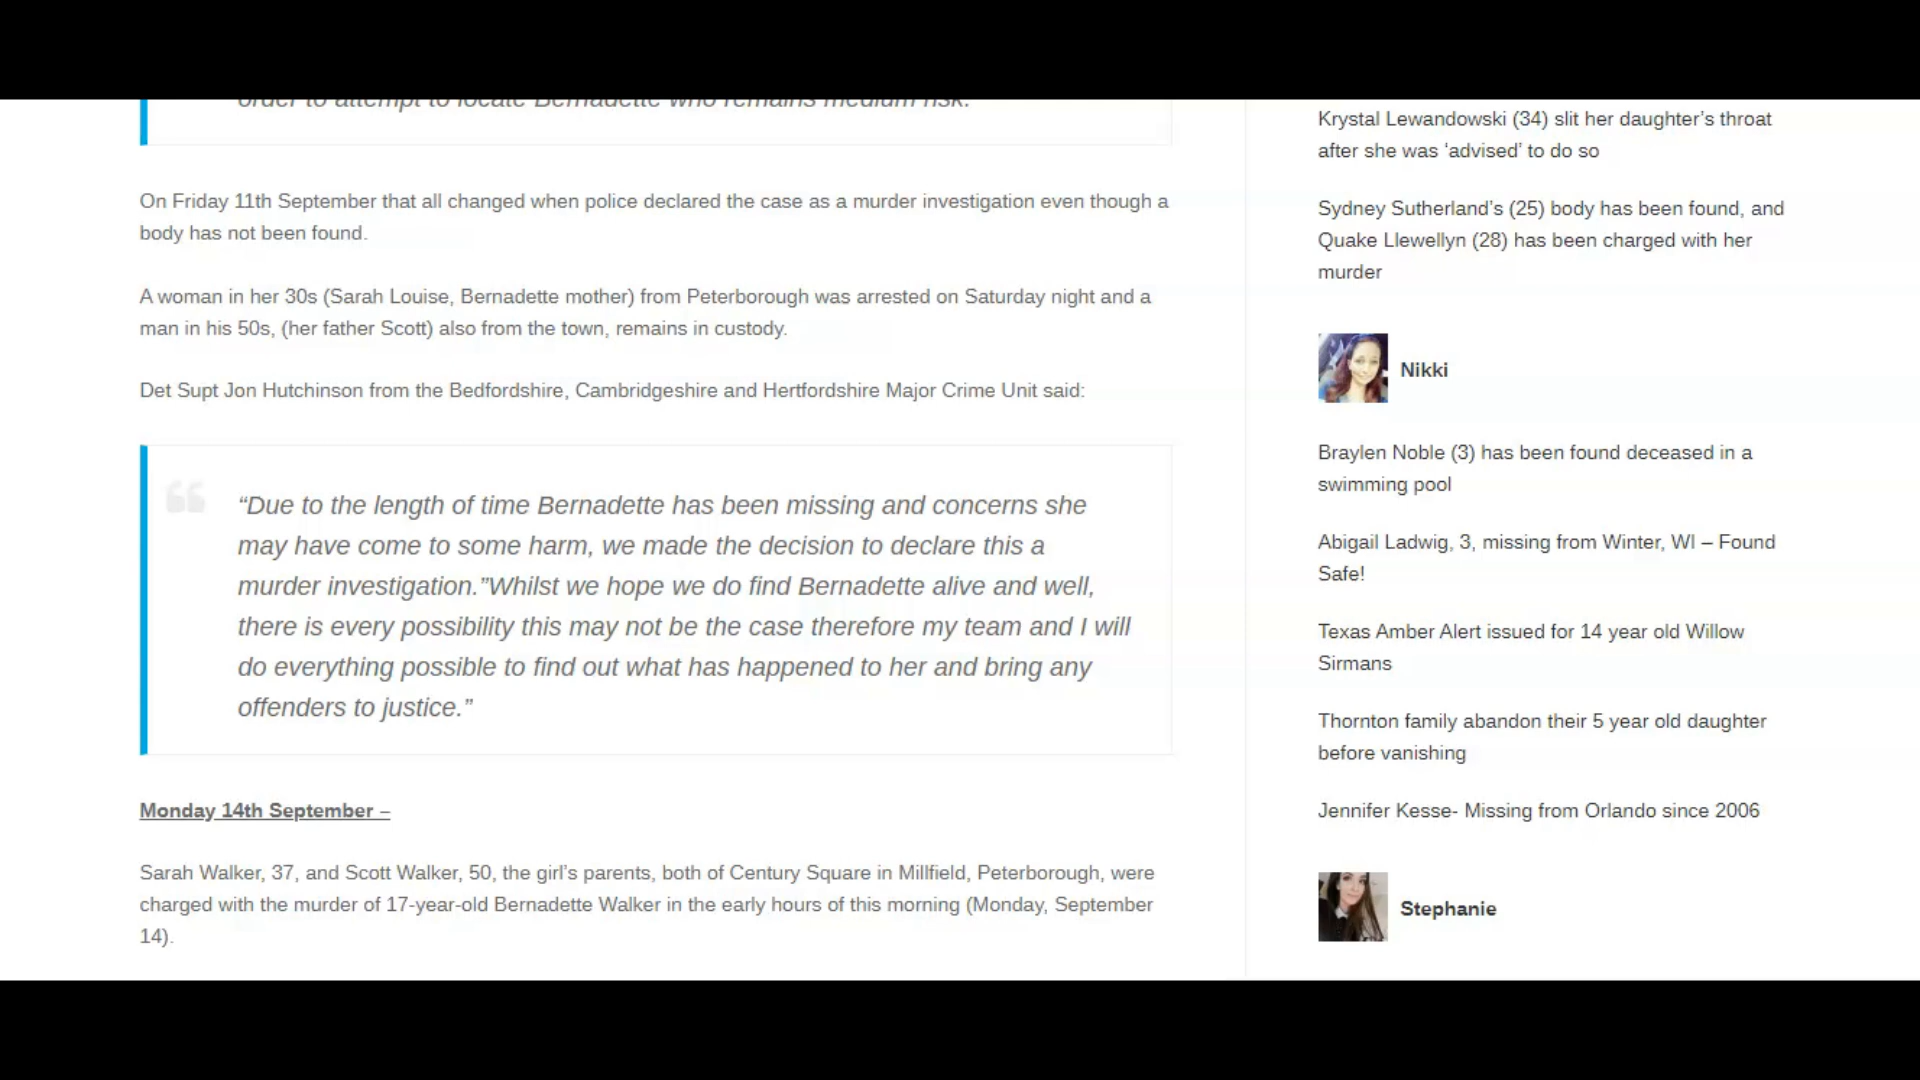 order to attempt to locate Bernadette who remains medium risk.
On Friday 11th September that all changed when police declared the case as a murder investigation even though a
body has not been found.
A woman in her 30s (Sarah Louise, Bernadette mother) from Peterborough was arrested on Saturday night and a
man in his 50s, (her father Scott) also from the town, remains in custody.
Det Supt Jon Hutchinson from the Bedfordshire, Cambridgeshire and Hertfordshire Major Crime Unit said:
“Due to the length of time Bernadette has been missing and concerns she
may have come to some harm, we made the decision to declare this a
murder investigation.”Whilst we hope we do find Bernadette alive and well,
there is every possibility this may not be the case therefore my team and I will
do everything possible to find out what has happened to her and bring any
offenders to justice.”
Monday 14th September –
Sarah Walker, 37, and Scott Walker, 50, the girl’s parents, both of Century Square in Millfield, Peterborough, were
charged with the murder of 17-year-old Bernadette Walker in the early hours of this morning (Monday, September
14).
Krystal Lewandowski (34) slit her daughter’s throat
after she was ‘advised’ to do so
Sydney Sutherland’s (25) body has been found, and
Quake Llewellyn (28) has been charged with her
murder
Nikki
Braylen Noble (3) has been found deceased in a
swimming pool
Abigail Ladwig, 3, missing from Winter, WI – Found
Safe!
Texas Amber Alert issued for 14 year old Willow
Sirmans
Thornton family abandon their 5 year old daughter
before vanishing
Jennifer Kesse- Missing from Orlando since 2006
Stephanie